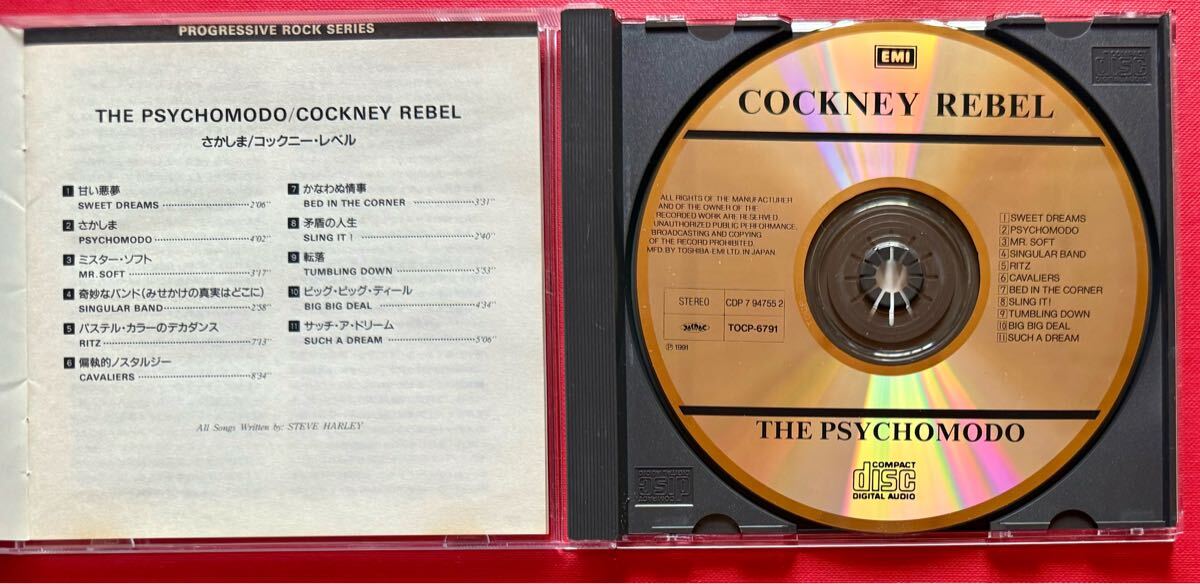 PROGRESSIVE ROCK SERIES
THE PSYCHOMODO/COCKNEY REBEL
さかしま/コックニー・レベル
1 甘い悪夢
SWEET DREAMS 2'06"
2 さかしま
PSYCHOMODO 4'02"
3 ミスター・ソフト
MR. SOFT 3'17"
4 奇妙なバンド(みせかけの真実はどこに)
SINGULAR BAND 2'58"
5 パステル・カラーのデカダンス
RITZ 7'13"
6 偏執的ノスタルジー
CAVALIERS 8'34"
7 かなわぬ情事
BED IN THE CORNER 3'31"
8 矛盾の人生
SLING IT! 2'40"
9 転落
TUMBLING DOWN 5'53"
10 ビッグ・ビッグ・ディール
BIG BIG DEAL 4'34"
11 サッチ・ア・ドリーム
SUCH A DREAM 5'06"
All Songs Written by: STEVE HARLEY
EMI
COCKNEY REBEL
ALL RIGHTS OF THE MANUFACTURER
AND OF THE OWNER OF THE
RECORDED WORK ARE RESERVED.
UNAUTHORIZED PUBLIC PERFORMANCE,
BROADCASTING AND COPYING
OF THE RECORD PROHIBITED.
MFD. BY TOSHIBA-EMI LTD. IN JAPAN.
STEREO CDP 7 94755 2
TOCP-6791
Ⓟ 1991
1 SWEET DREAMS
2 PSYCHOMODO
3 MR. SOFT
4 SINGULAR BAND
5 RITZ
6 CAVALIERS
7 BED IN THE CORNER
8 SLING IT!
9 TUMBLING DOWN
10 BIG BIG DEAL
11 SUCH A DREAM
THE PSYCHOMODO
COMPACT
disc
DIGITAL AUDIO
COMPACT
disc
DIGITAL AUDIO
COMPACT
disc
DIGITAL AUDIO